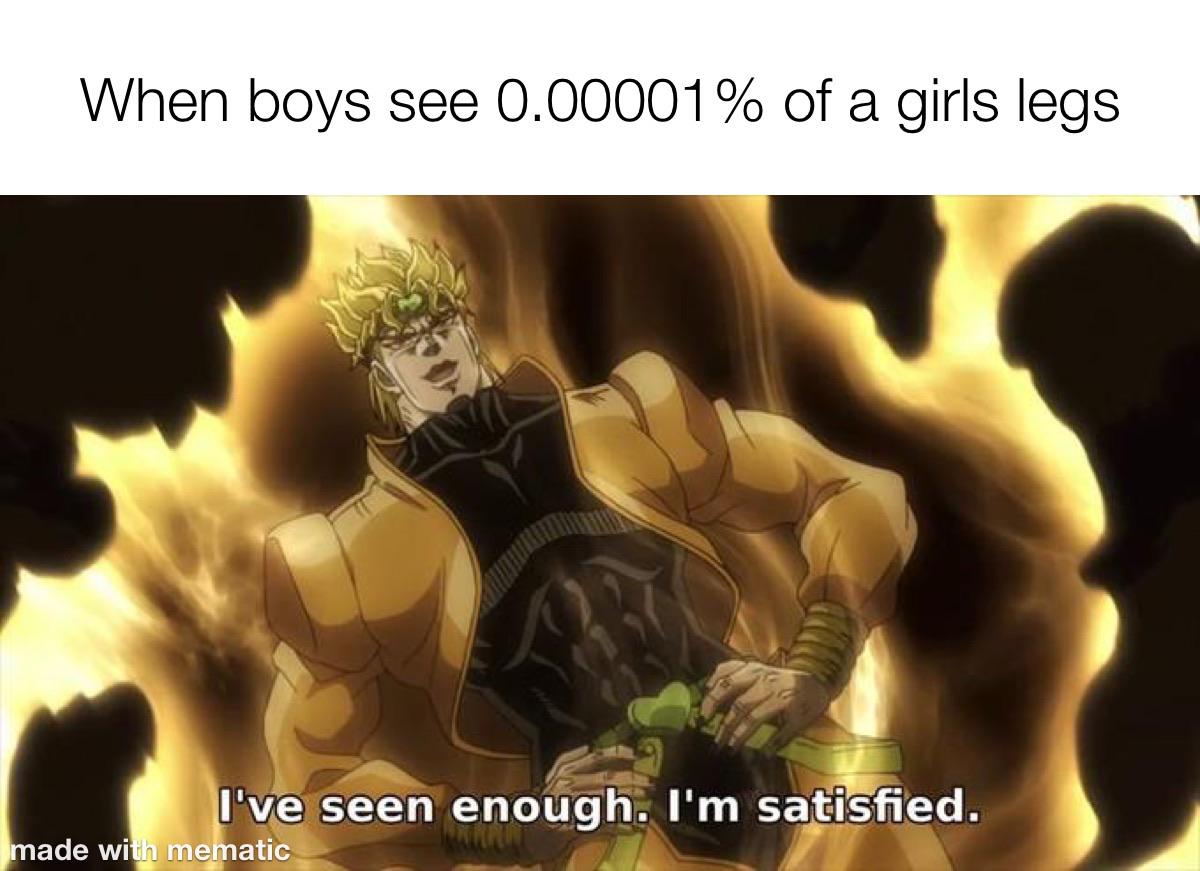 When boys see 0.00001% of a girls legs
I've seen enough. I'm satisfied.
made with mematic